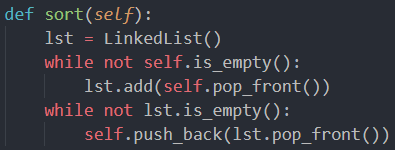 def sort(self):
    lst = LinkedList()
    while not self.is_empty():
        lst.add(self.pop_front())
    while not lst.is_empty():
        self.push_back(lst.pop_front())